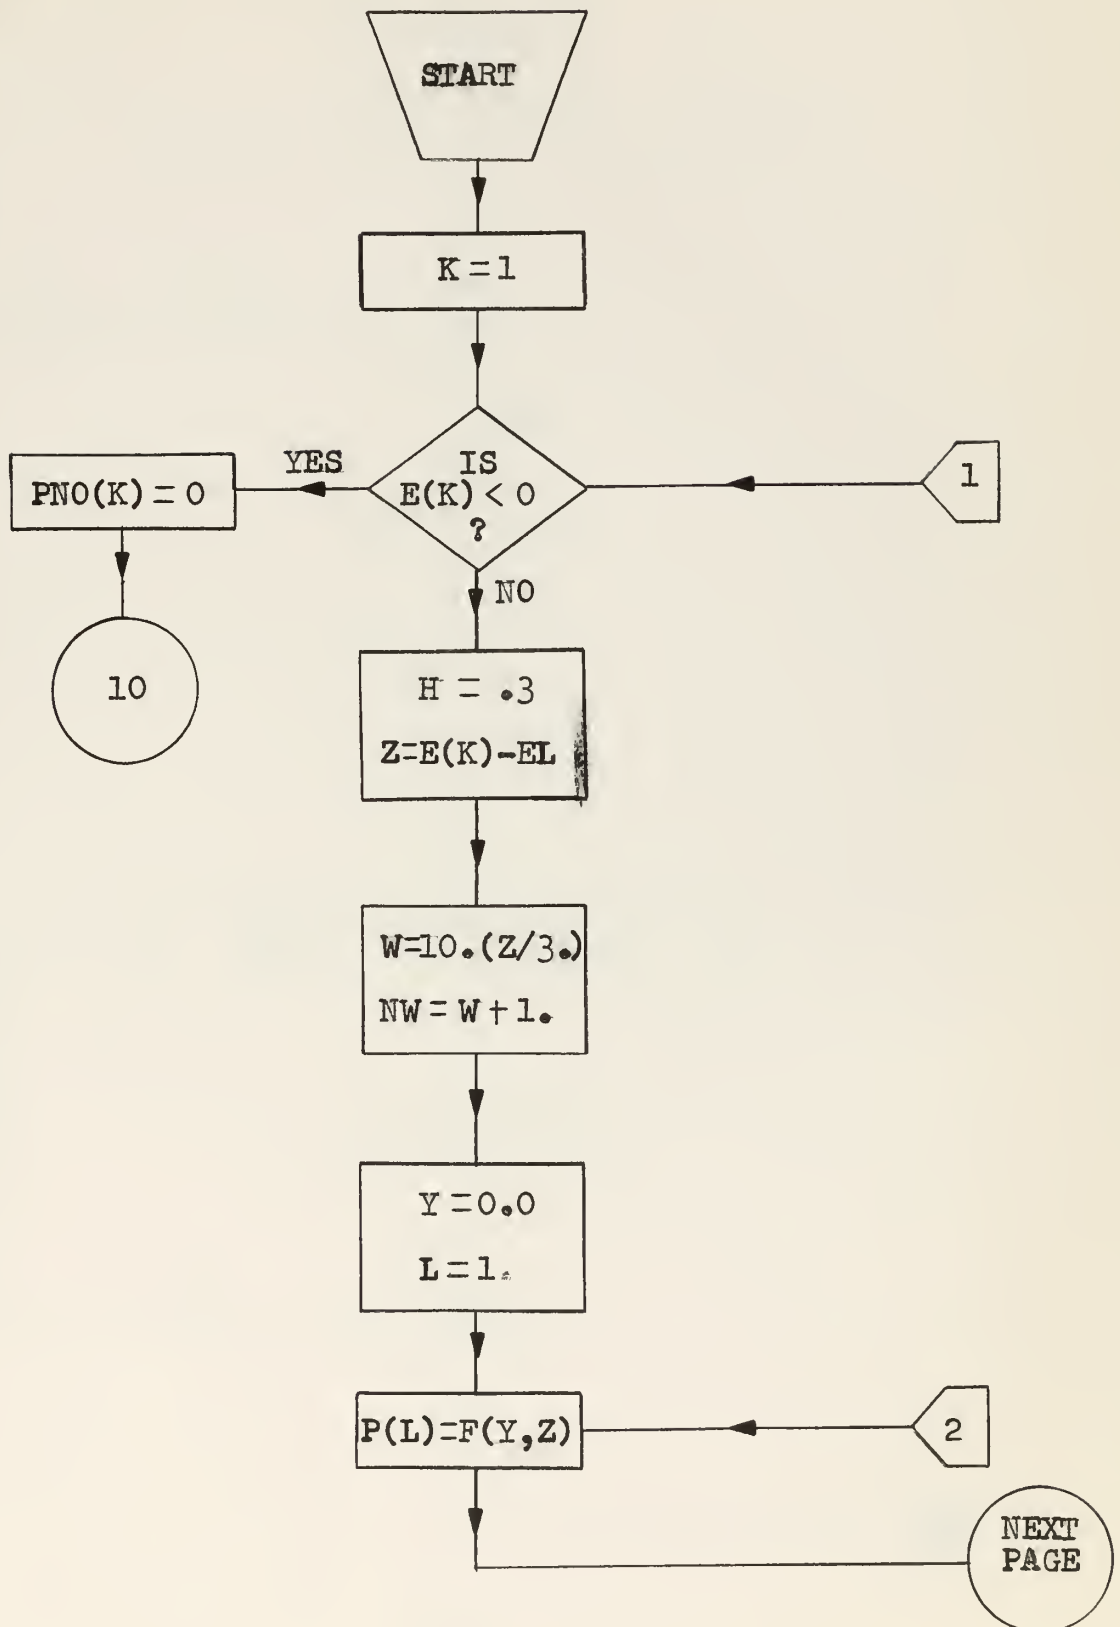 START
K=1
YES
IS
E(K)<0
?
1
PNO(K)=0
NO
10
H = .3
Z=E(K)-EL
W=10.(Z/3.)
NW=W+1.
Y=0.0
L=1.
P(L)=F(Y,Z)
2
NEXT
PAGE